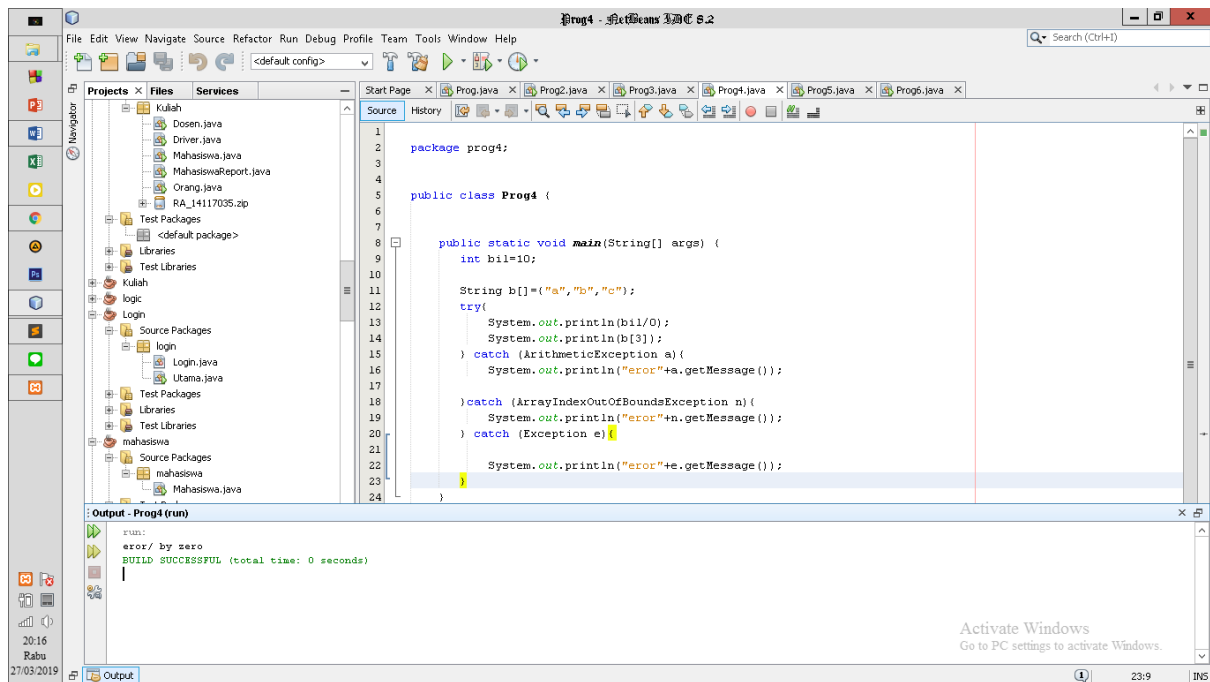 Prog4 - NetBeans IDE 8.2
File Edit View Navigate Source Refactor Run Debug Profile Team Tools Window Help
Search (Ctrl+I)
<default config>
Projects Files Services
Navigator
Kuliah
Dosen.java
Driver.java
Mahasiswa.java
MahasiswaReport.java
Orang.java
RA_14117035.zip
Test Packages
<default package>
Libraries
Test Libraries
Kuliah
logic
Login
Source Packages
login
Login.java
Utama.java
Test Packages
Libraries
Test Libraries
mahasiswa
Source Packages
mahasiswa
Mahasiswa.java
Start Page Prog.java Prog2.java Prog3.java Prog4.java Prog5.java Prog6.java
Source History
1
2 package prog4;
3
4
5 public class Prog4 {
6
7
8 public static void main(String[] args) {
9 int bil=10;
10
11 String b[]={"a","b","c"};
12 try{
13 System.out.println(bil/0);
14 System.out.println(b[3]);
15 } catch (ArithmeticException a){
16 System.out.println("eror"+a.getMessage());
17
18 }catch (ArrayIndexOutOfBoundsException n){
19 System.out.println("eror"+n.getMessage());
20 } catch (Exception e){
21
22 System.out.println("eror"+e.getMessage());
23 }
24 }
Output - Prog4 (run)
run:
eror/ by zero
BUILD SUCCESSFUL (total time: 0 seconds)
Activate Windows
Go to PC settings to activate Windows.
20:16
Rabu
27/03/2019
Output
1
23:9
INS